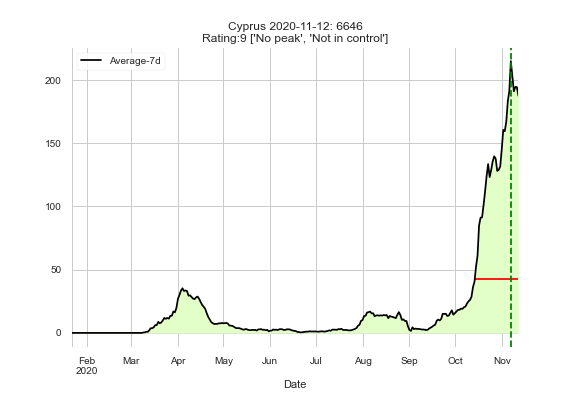 Cyprus 2020-11-12: 6646
Rating:9 ['No peak', 'Not in control']
Average-7d
200
150
100
50
0
Feb Mar Apr May Jun Jul Aug Sep Oct Nov
2020
Date